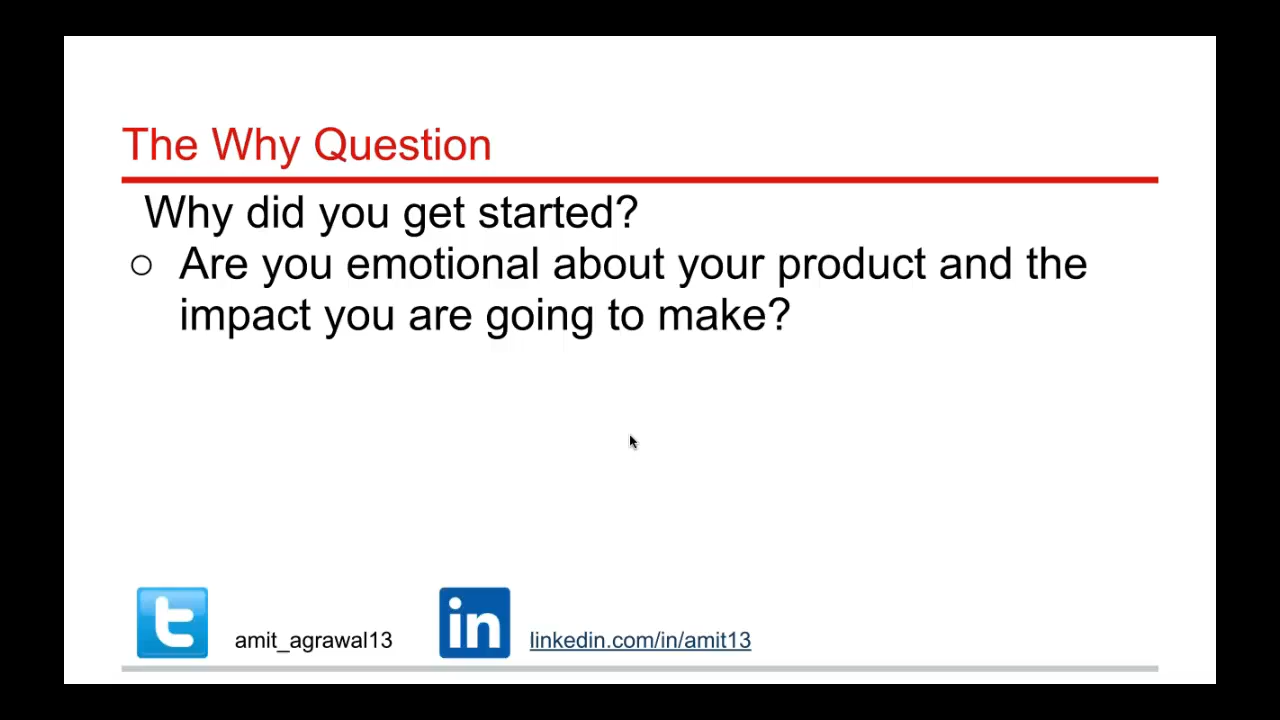 The Why Question
Why did you get started?
○ Are you emotional about your product and the
impact you are going to make?
amit_agrawal13
in
linkedin.com/in/amit13